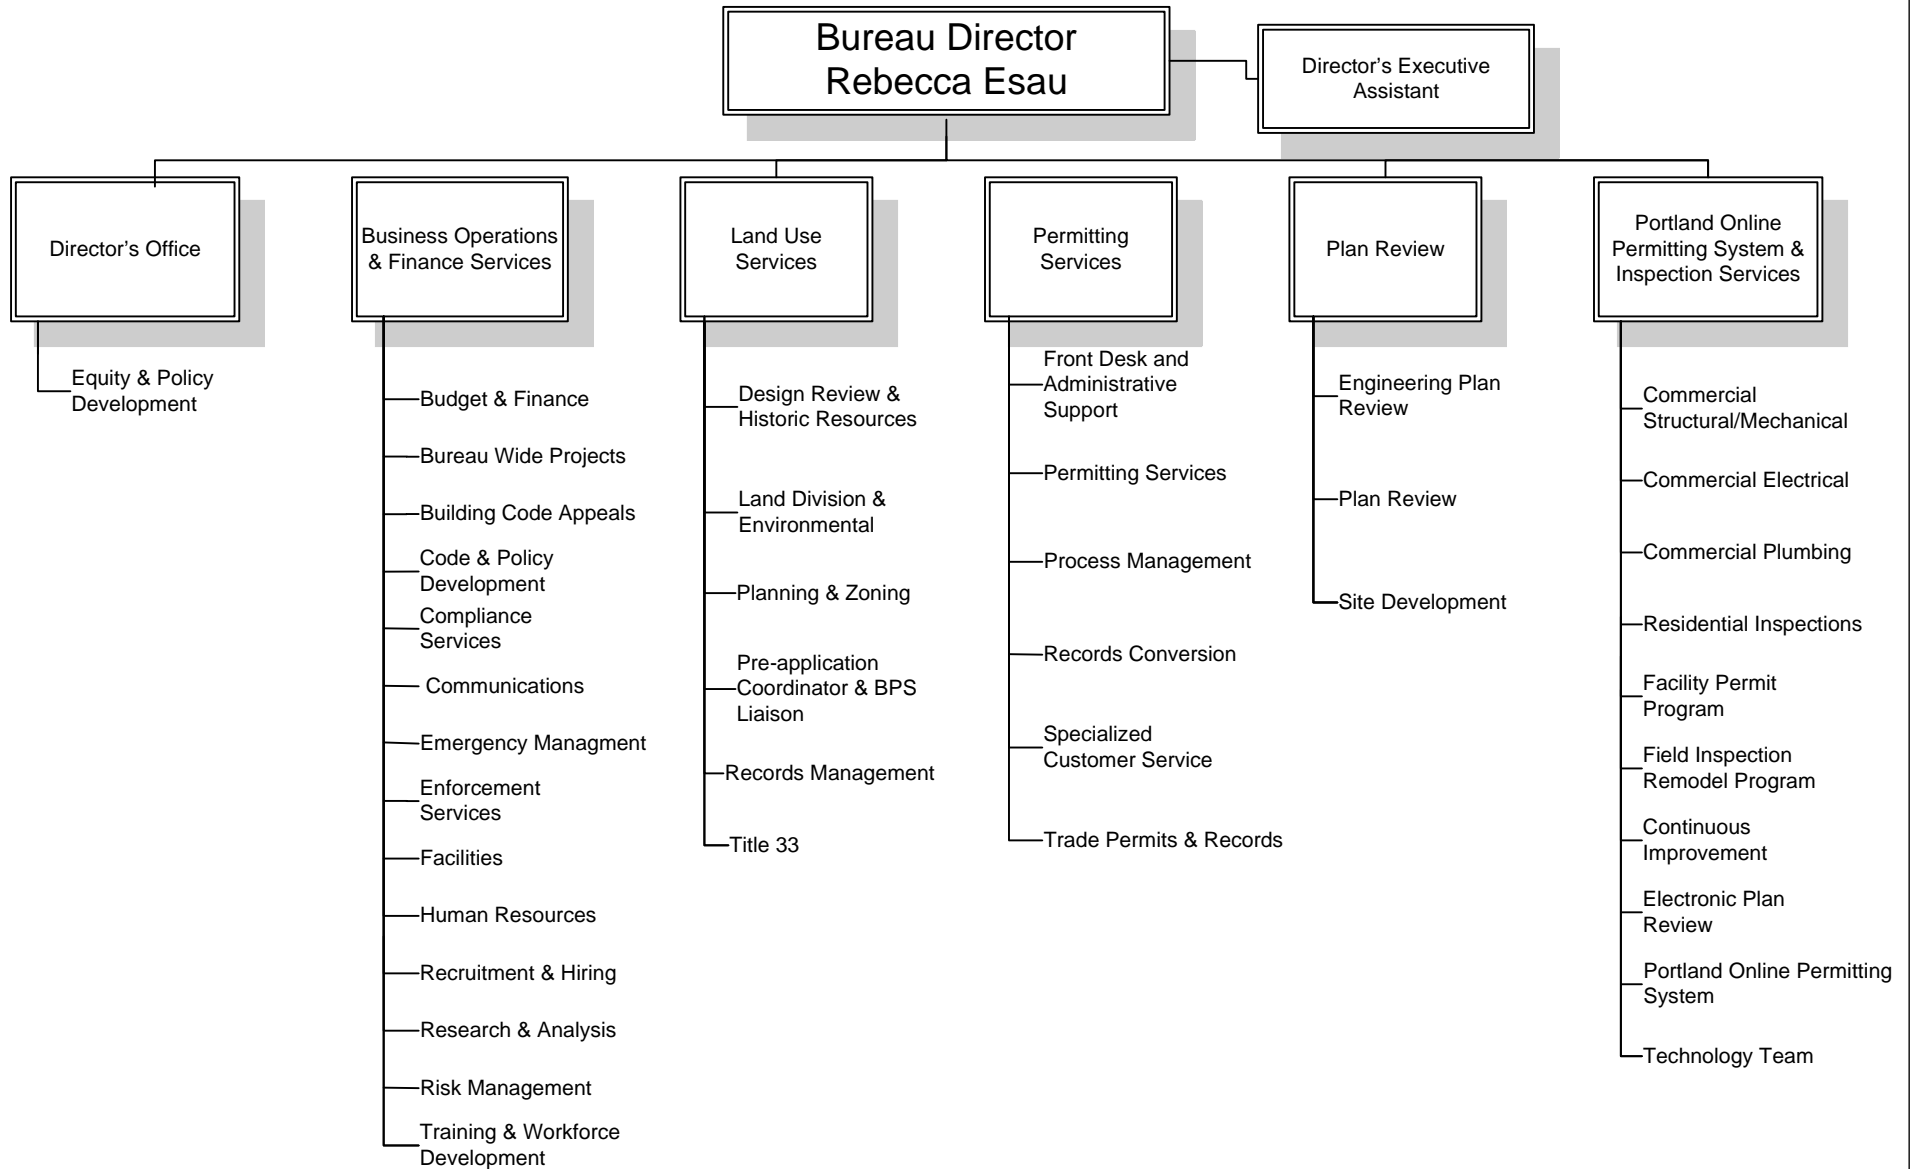 Bureau Director
Rebecca Esau
Director's Executive
Assistant
Director's Office
Equity & Policy
Development
Business Operations
& Finance Services
Budget & Finance
Bureau Wide Projects
Building Code Appeals
Code & Policy
Development
Compliance
Services
Communications
Emergency Managment
Enforcement
Services
Facilities
Human Resources
Recruitment & Hiring
Research & Analysis
Risk Management
Training & Workforce
Development
Land Use
Services
Design Review &
Historic Resources
Land Division &
Environmental
Planning & Zoning
Pre-application
Coordinator & BPS
Liaison
Records Management
Title 33
Permitting
Services
Front Desk and
Administrative
Support
Permitting Services
Process Management
Records Conversion
Specialized
Customer Service
Trade Permits & Records
Plan Review
Engineering Plan
Review
Plan Review
Site Development
Portland Online
Permitting System &
Inspection Services
Commercial
Structural/Mechanical
Commercial Electrical
Commercial Plumbing
Residential Inspections
Facility Permit
Program
Field Inspection
Remodel Program
Continuous
Improvement
Electronic Plan
Review
Portland Online Permitting
System
Technology Team